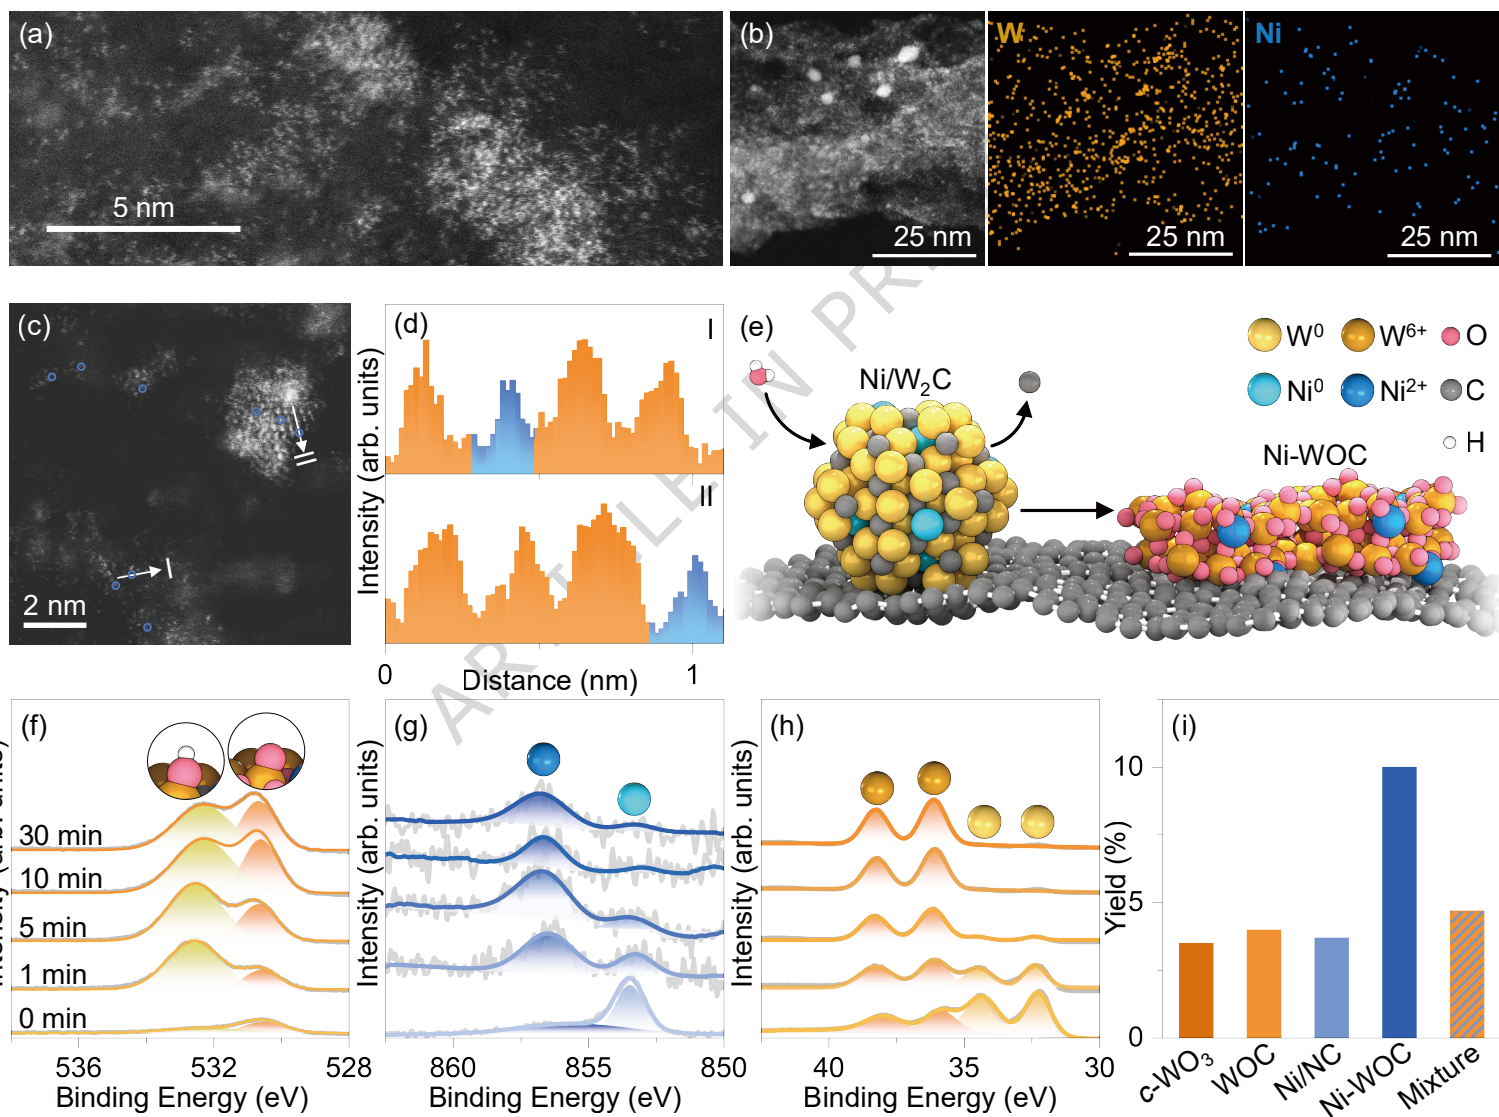 (a)
5 nm
(b)
25 nm
W
25 nm
Ni
25 nm
(c)
2 nm
I
II
(d)
I
II
Intensity (arb. units)
0
1
Distance (nm)
(e)
Ni/W₂C
Ni-WOC
W⁰
W⁶⁺
O
Ni⁰
Ni²⁺
C
H
ARTICLE IN PRE
(f)
30 min
10 min
5 min
1 min
0 min
536
532
528
Binding Energy (eV)
(g)
Intensity (arb. units)
860
855
850
Binding Energy (eV)
(h)
Intensity (arb. units)
40
35
30
Binding Energy (eV)
(i)
Yield (%)
10
5
0
c-WO₃
WOC
Ni/NC
Ni-WOC
Mixture